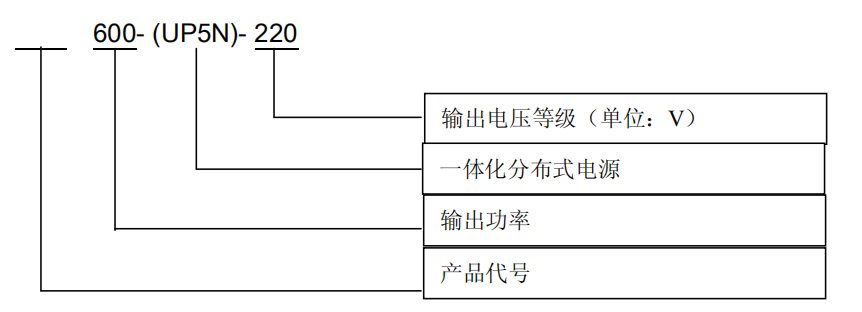 600- (UP5N)- 220
输出电压等级（单位：V）
一体化分布式电源
输出功率
产品代号